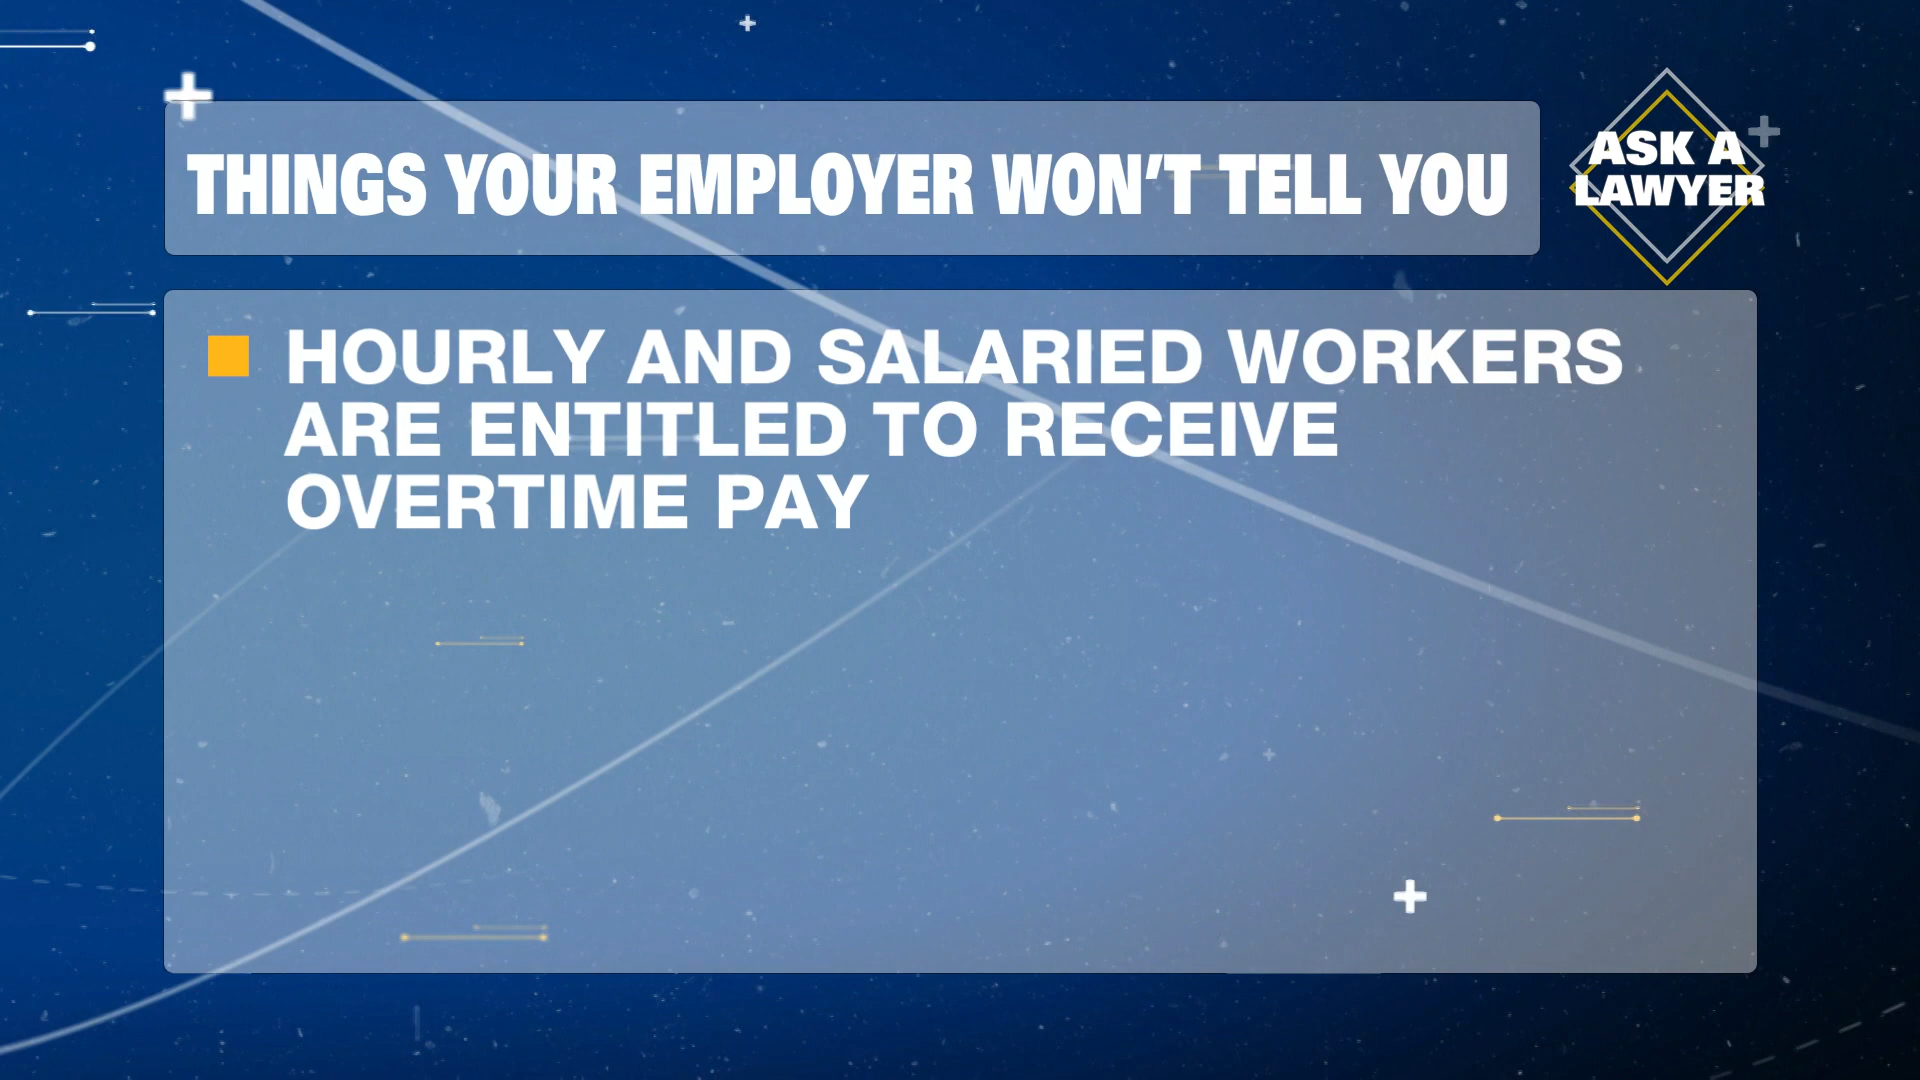 THINGS YOUR EMPLOYER WON'T TELL YOU
ASK A
LAWYER
HOURLY AND SALARIED WORKERS
ARE ENTITLED TO RECEIVE
OVERTIME PAY